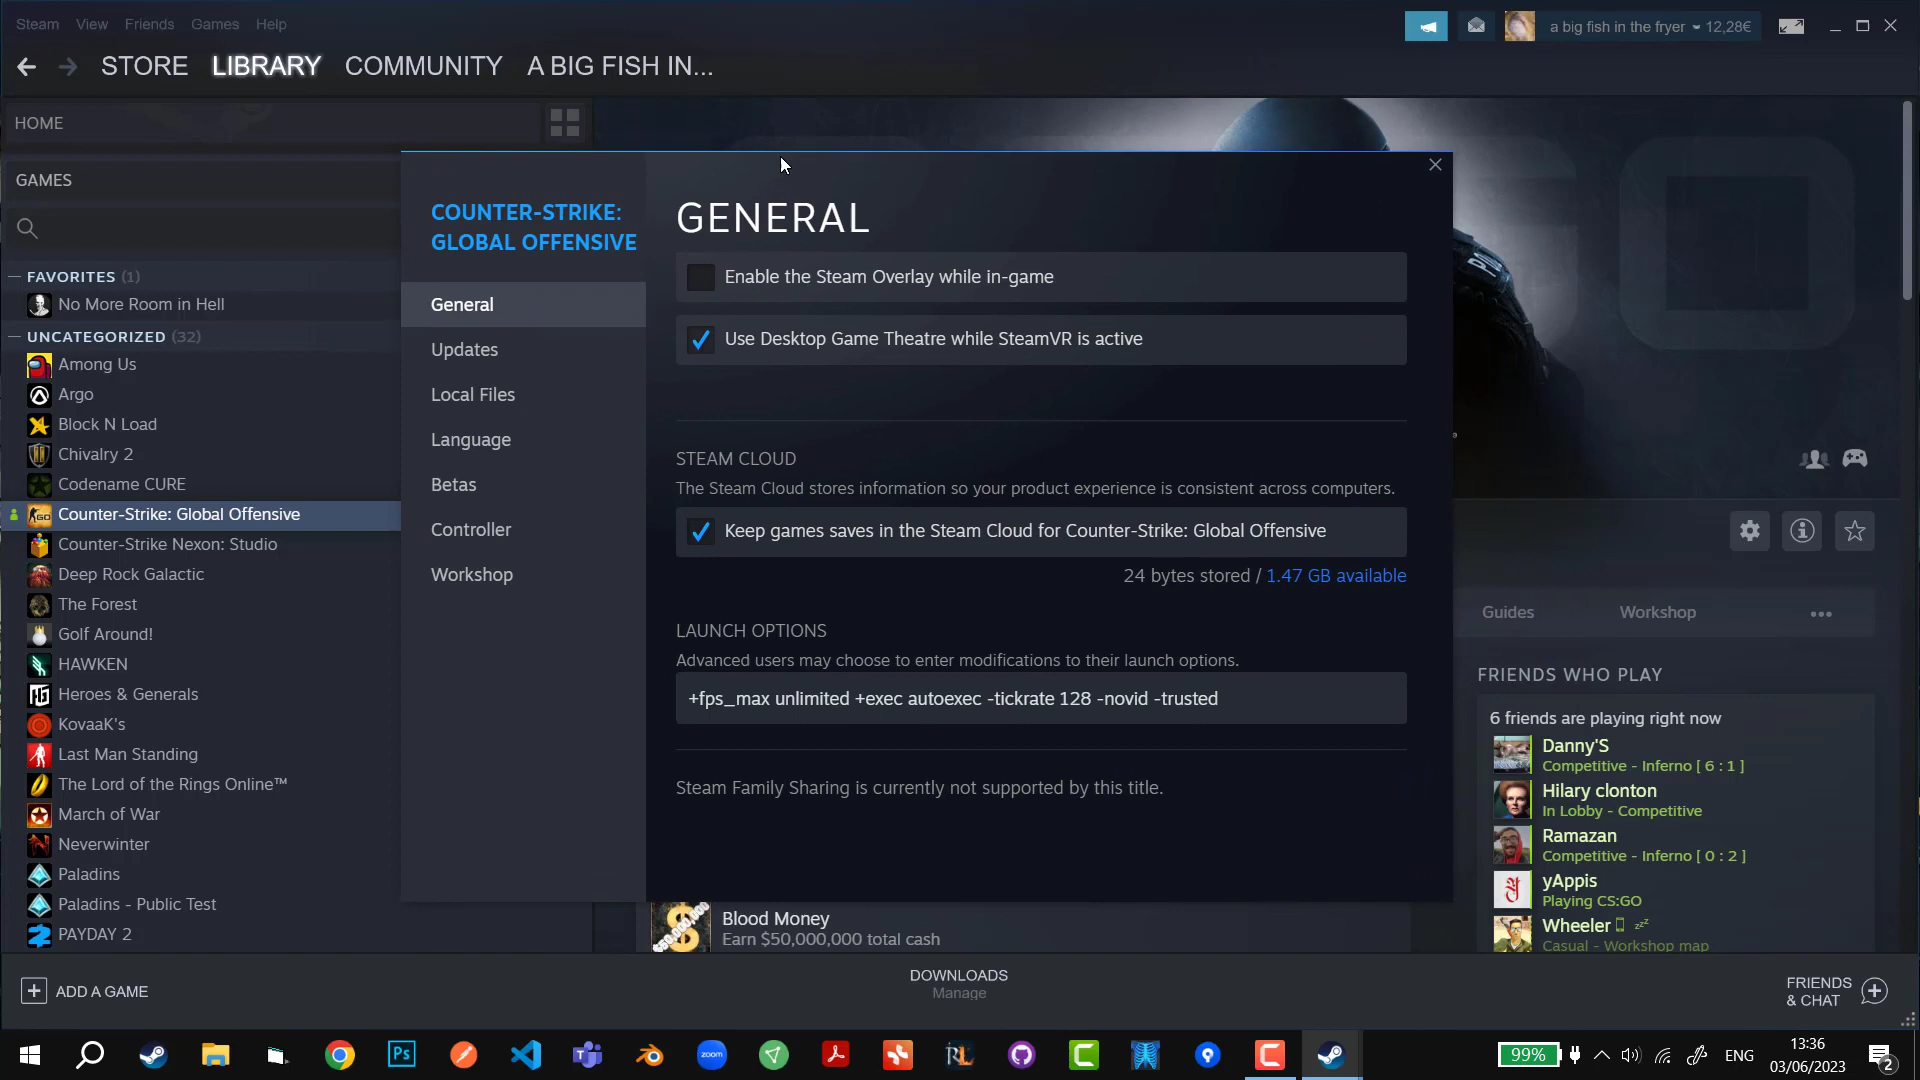 Steam View Friends Games Help
a big fish in the fryer 12,28€
STORE LIBRARY COMMUNITY A BIG FISH IN...
HOME
GAMES
FAVORITES (1)
No More Room in Hell
UNCATEGORIZED (32)
Among Us
Argo
Block N Load
Chivalry 2
Codename CURE
Counter-Strike: Global Offensive
Counter-Strike Nexon: Studio
Deep Rock Galactic
The Forest
Golf Around!
HAWKEN
Heroes & Generals
KovaaK's
Last Man Standing
The Lord of the Rings Online™
March of War
Neverwinter
Paladins
Paladins - Public Test
PAYDAY 2
COUNTER-STRIKE:
GLOBAL OFFENSIVE
General
Updates
Local Files
Language
Betas
Controller
Workshop
GENERAL
Enable the Steam Overlay while in-game
Use Desktop Game Theatre while SteamVR is active
STEAM CLOUD
The Steam Cloud stores information so your product experience is consistent across computers.
Keep games saves in the Steam Cloud for Counter-Strike: Global Offensive
24 bytes stored / 1.47 GB available
LAUNCH OPTIONS
Advanced users may choose to enter modifications to their launch options.
+fps_max unlimited +exec autoexec -tickrate 128 -novid -trusted
Steam Family Sharing is currently not supported by this title.
Blood Money
Earn $50,000,000 total cash
$50,000,000
Guides Workshop
FRIENDS WHO PLAY
6 friends are playing right now
Danny'S
Competitive - Inferno [ 6 : 1 ]
Hilary clonton
In Lobby - Competitive
Ramazan
Competitive - Inferno [ 0 : 2 ]
yAppis
Playing CS:GO
Wheeler zzz
Casual - Workshop map
ADD A GAME
DOWNLOADS
Manage
FRIENDS
& CHAT
Ps
zoom
RL
99%
ENG
13:36
03/06/2023
2